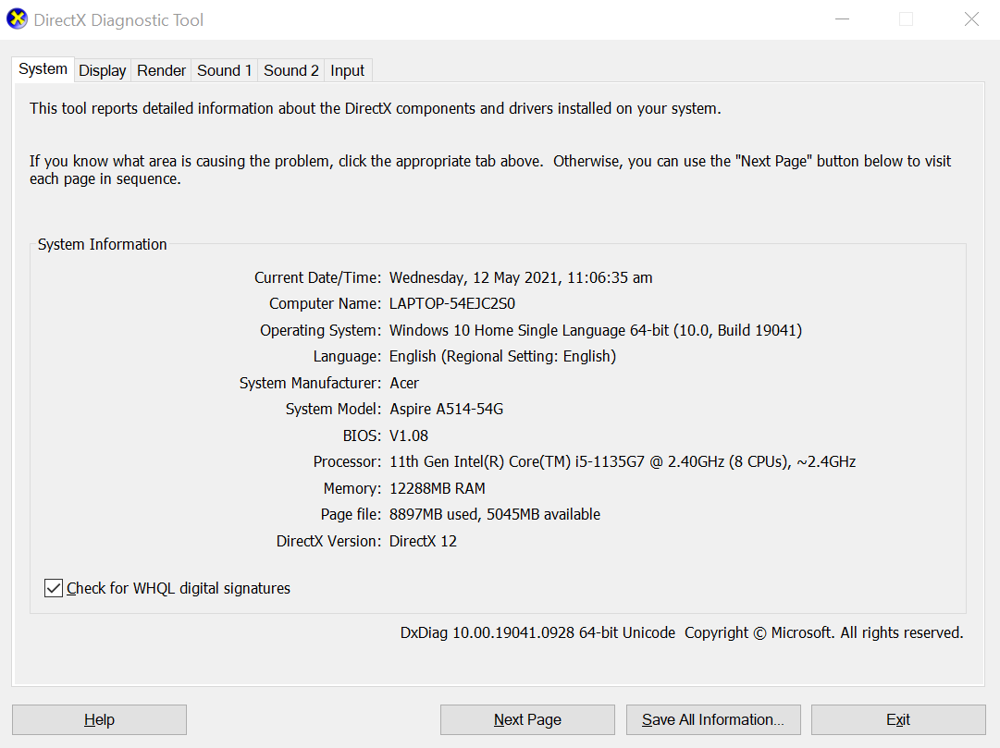 DirectX Diagnostic Tool
System Display Render Sound 1 Sound 2 Input
This tool reports detailed information about the DirectX components and drivers installed on your system.
If you know what area is causing the problem, click the appropriate tab above.  Otherwise, you can use the "Next Page" button below to visit
each page in sequence.
System Information
Current Date/Time: Wednesday, 12 May 2021, 11:06:35 am
Computer Name: LAPTOP-54EJC2S0
Operating System: Windows 10 Home Single Language 64-bit (10.0, Build 19041)
Language: English (Regional Setting: English)
System Manufacturer: Acer
System Model: Aspire A514-54G
BIOS: V1.08
Processor: 11th Gen Intel(R) Core(TM) i5-1135G7 @ 2.40GHz (8 CPUs), ~2.4GHz
Memory: 12288MB RAM
Page file: 8897MB used, 5045MB available
DirectX Version: DirectX 12
Check for WHQL digital signatures
DxDiag 10.00.19041.0928 64-bit Unicode  Copyright © Microsoft. All rights reserved.
Help Next Page Save All Information... Exit